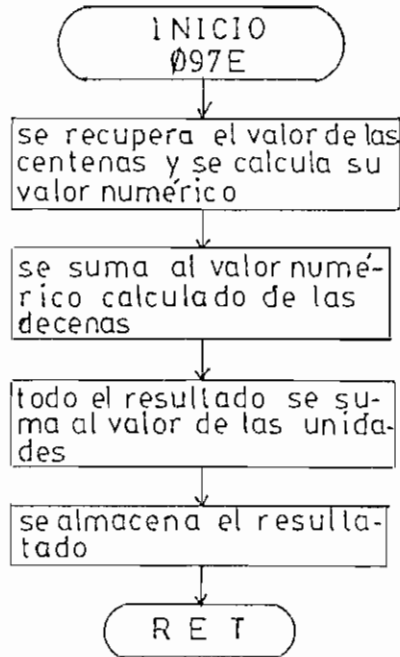 INICIO
Ø97E
se recupera el valor de las
centenas y se calcula su
valor numérico
se suma al valor numé-
rico calculado de las
decenas
todo el resultado se su-
ma al valor de las unida-
des
se almacena el resulta-
tado
RET